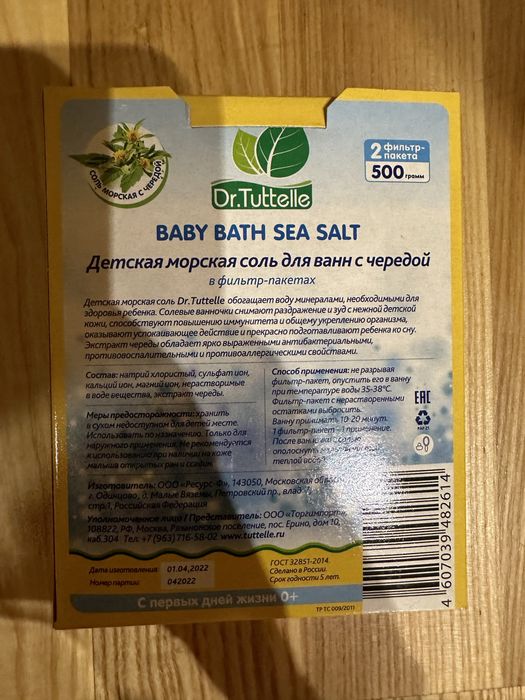 СОЛЬ МОРСКАЯ С ЧЕРЕДОЙ
Dr.Tuttelle
2 фильтр-
пакета
500 грамм
BABY BATH SEA SALT
Детская морская соль для ванн с чередой
в фильтр-пакетах
Детская морская соль Dr.Tuttelle обогащает воду минералами, необходимыми для
здоровья ребенка. Солевые ванночки снимают раздражение и зуд с нежной детской
кожи, способствуют повышению иммунитета и общему укреплению организма,
оказывают успокаивающее действие и прекрасно подготавливают ребенка ко сну.
Экстракт череды обладает ярко выраженными антибактериальными,
противовоспалительными и противоаллергическими свойствами.
Состав: натрий хлористый, сульфат ион,
кальций ион, магний ион, нерастворимые
в воде вещества, экстракт череды.
Меры предосторожности: хранить
в сухом недоступном для детей месте.
Использовать по назначению. Только для
наружного применения. Не рекомендуется
к использованию при наличии на коже
малыша открытых ран и ссадин.
Способ применения: не разрывая
фильтр-пакет, опустить его в ванну
при температуре воды 35-38°С.
Фильтр-пакет с нерастворенными
остатками выбросить.
Ванну принимать 10-20 минут.
1 фильтр-пакет – 1 применение.
После ванны с солью
ополоснуть
теплой водой
EAC
Изготовитель: ООО «Ресурс-Ф», 143050, Московская
г. Одинцово, д. Малые Вяземы, Петровский пр., влад
стр.1, Российская Федерация
Уполномоченное лицо / Представитель: ООО «Торгимпорт»,
108822, РФ, Москва, Рязановское поселение, пос. Ерино, дом 10,
каб.304 Тел: +7 (963) 716-58-02 www.tuttelle.ru
Дата изготовления 01.04.2022
Номер партии 042022
ГОСТ 32851-2014.
Сделано в России.
Срок годности 5 лет.
4 607039 482614
С первых дней жизни 0+
ТР ТС 009/2011